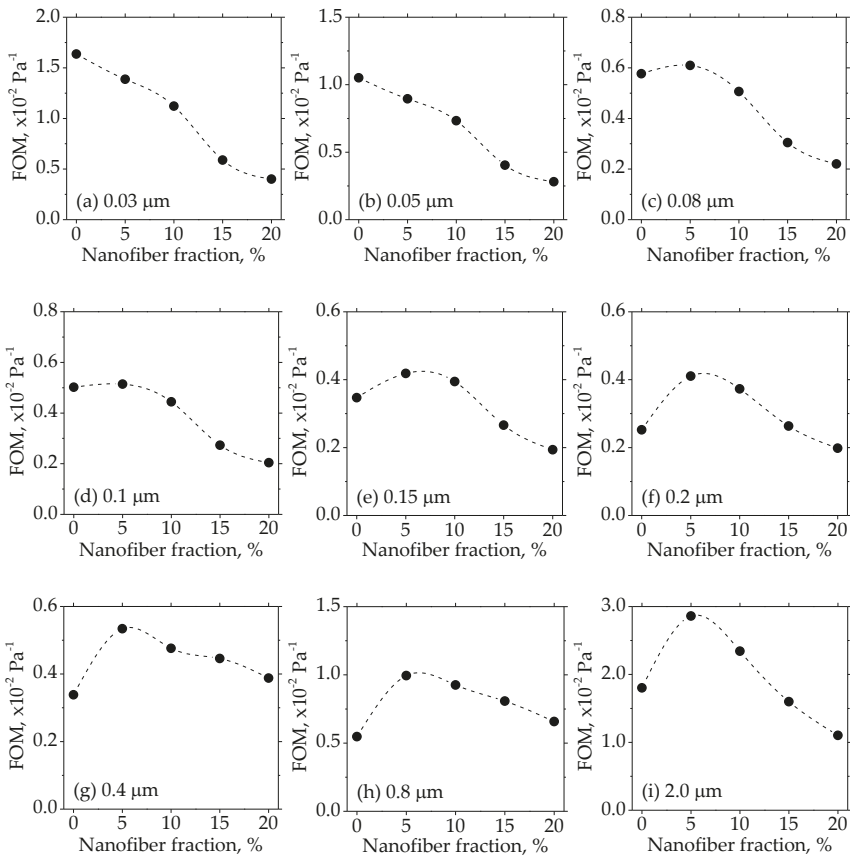 FOM, x10⁻² Pa⁻¹
2.0
1.5
1.0
0.5
0.0
(a) 0.03 µm
0 5 10 15 20
Nanofiber fraction, %
FOM, x10⁻² Pa⁻¹
1.5
1.0
0.5
0.0
(b) 0.05 µm
0 5 10 15 20
Nanofiber fraction, %
FOM, x10⁻² Pa⁻¹
0.8
0.6
0.4
0.2
0.0
(c) 0.08 µm
0 5 10 15 20
Nanofiber fraction, %
FOM, x10⁻² Pa⁻¹
0.8
0.6
0.4
0.2
0.0
(d) 0.1 µm
0 5 10 15 20
Nanofiber fraction, %
FOM, x10⁻² Pa⁻¹
0.6
0.4
0.2
0.0
(e) 0.15 µm
0 5 10 15 20
Nanofiber fraction, %
FOM, x10⁻² Pa⁻¹
0.6
0.4
0.2
0.0
(f) 0.2 µm
0 5 10 15 20
Nanofiber fraction, %
FOM, x10⁻² Pa⁻¹
0.6
0.4
0.2
0.0
(g) 0.4 µm
0 5 10 15 20
Nanofiber fraction, %
FOM, x10⁻² Pa⁻¹
1.5
1.0
0.5
0.0
(h) 0.8 µm
0 5 10 15 20
Nanofiber fraction, %
FOM, x10⁻² Pa⁻¹
3.0
2.0
1.0
0.0
(i) 2.0 µm
0 5 10 15 20
Nanofiber fraction, %